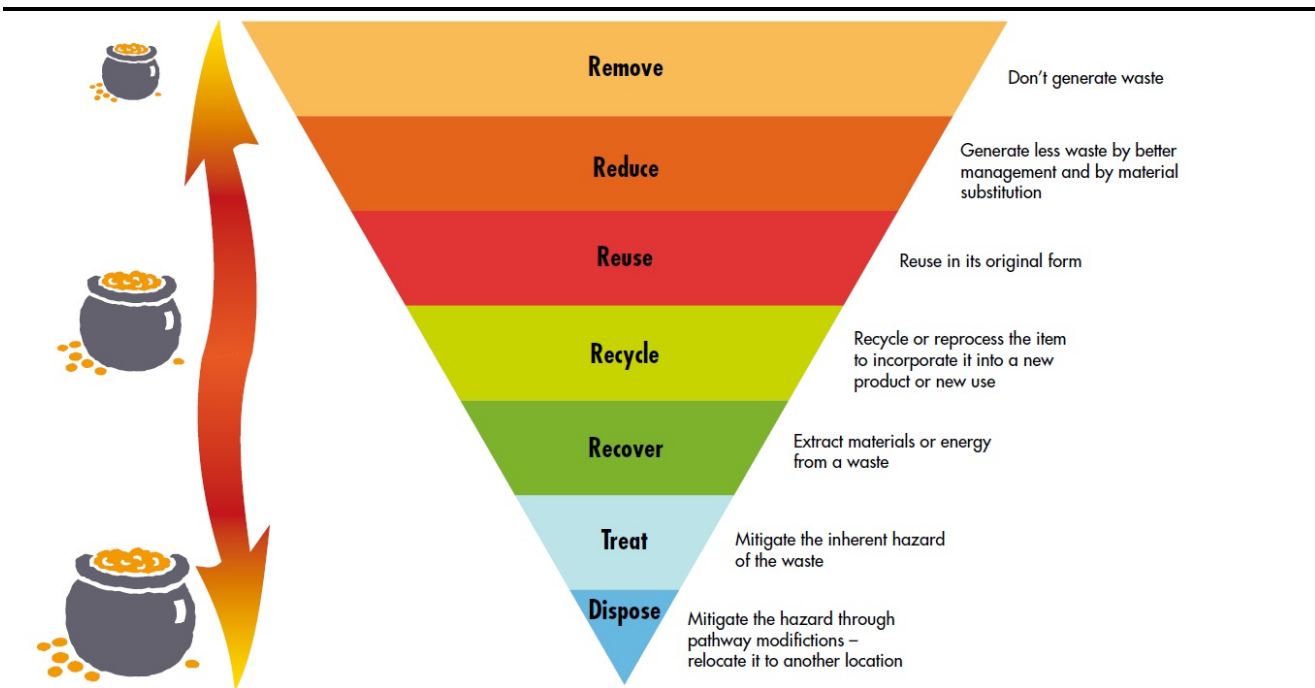 Remove
Don't generate waste
Reduce
Generate less waste by better
management and by material
substitution
Reuse
Reuse in its original form
Recycle
Recycle or reprocess the item
to incorporate it into a new
product or new use
Recover
Extract materials or energy
from a waste
Treat
Mitigate the inherent hazard
of the waste
Dispose
Mitigate the hazard through
pathway modifictions –
relocate it to another location